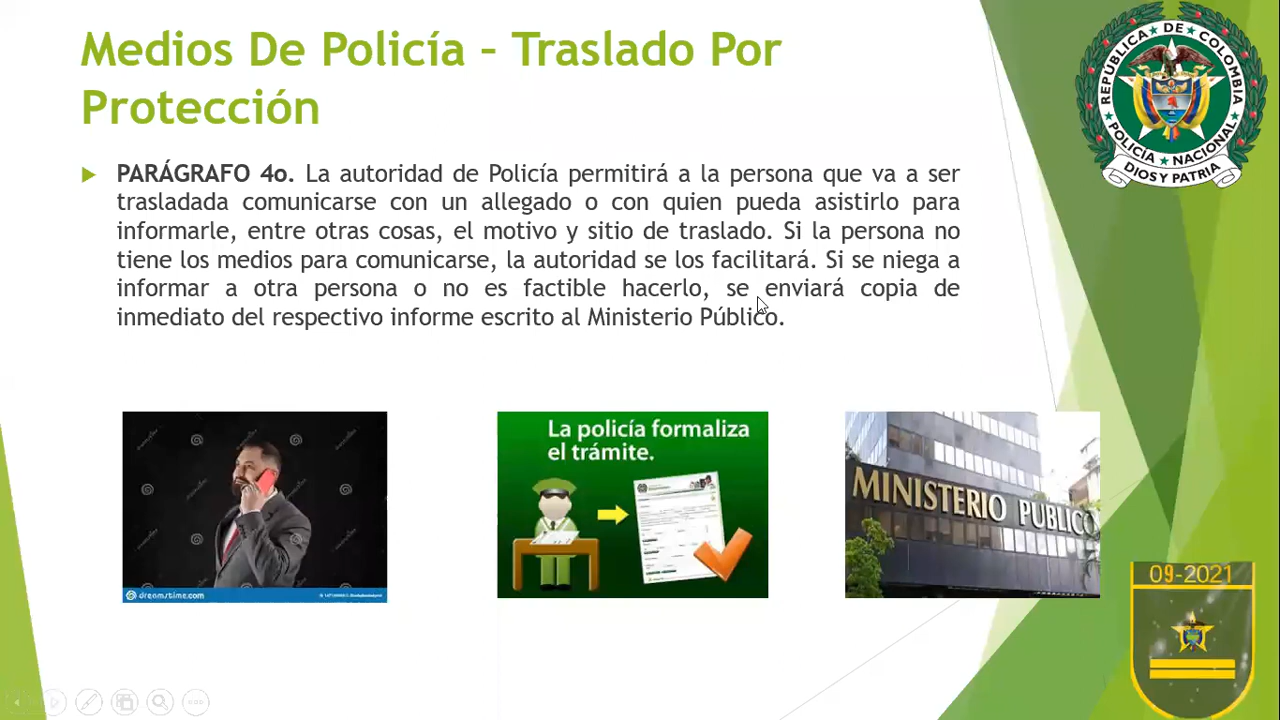 Medios De Policía – Traslado Por
Protección
PARÁGRAFO 4o. La autoridad de Policía permitirá a la persona que va a ser
trasladada comunicarse con un allegado o con quien pueda asistirlo para
informarle, entre otras cosas, el motivo y sitio de traslado. Si la persona no
tiene los medios para comunicarse, la autoridad se los facilitará. Si se niega a
informar a otra persona o no es factible hacerlo, se enviará copia de
inmediato del respectivo informe escrito al Ministerio Público.
REPÚBLICA DE COLOMBIA
POLICÍA NACIONAL
DIOS Y PATRIA
dreamstime.com
La policía formaliza
el trámite.
MINISTERIO PUBLICO
09-2021